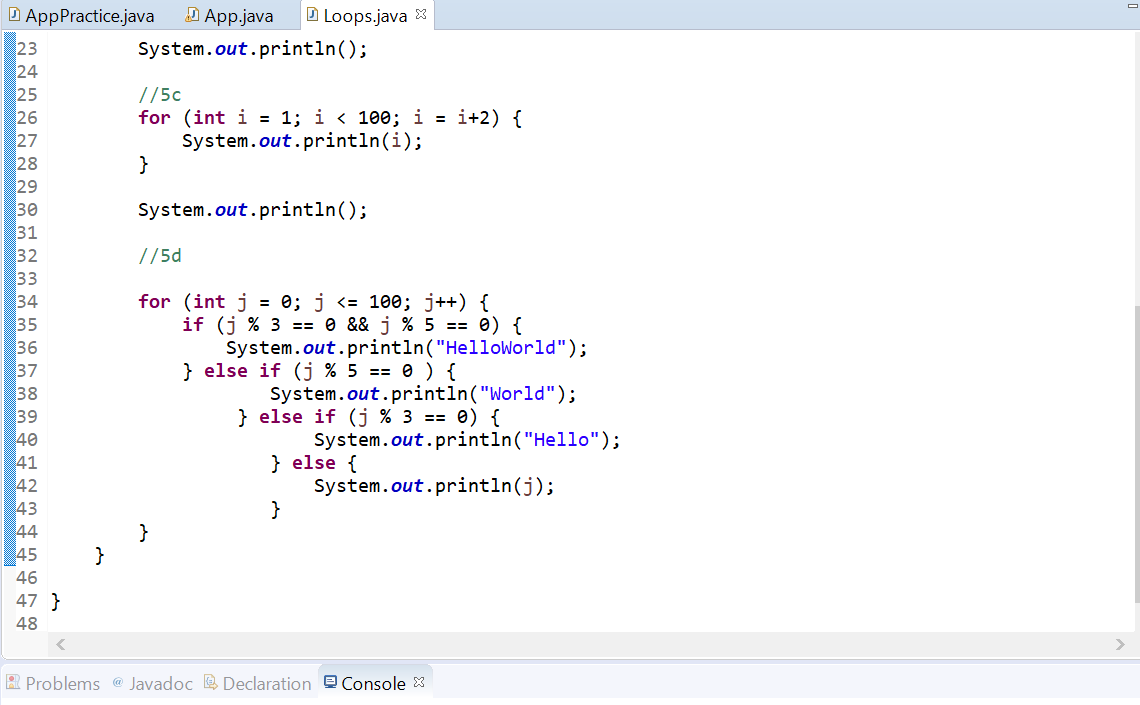 AppPractice.java App.java Loops.java
23 System.out.println();
24
25 //5c
26 for (int i = 1; i < 100; i = i+2) {
27 System.out.println(i);
28 }
29
30 System.out.println();
31
32 //5d
33
34 for (int j = 0; j <= 100; j++) {
35 if (j % 3 == 0 && j % 5 == 0) {
36 System.out.println("HelloWorld");
37 } else if (j % 5 == 0 ) {
38 System.out.println("World");
39 } else if (j % 3 == 0) {
40 System.out.println("Hello");
41 } else {
42 System.out.println(j);
43 }
44 }
45 }
46
47 }
48
Problems @ Javadoc Declaration Console